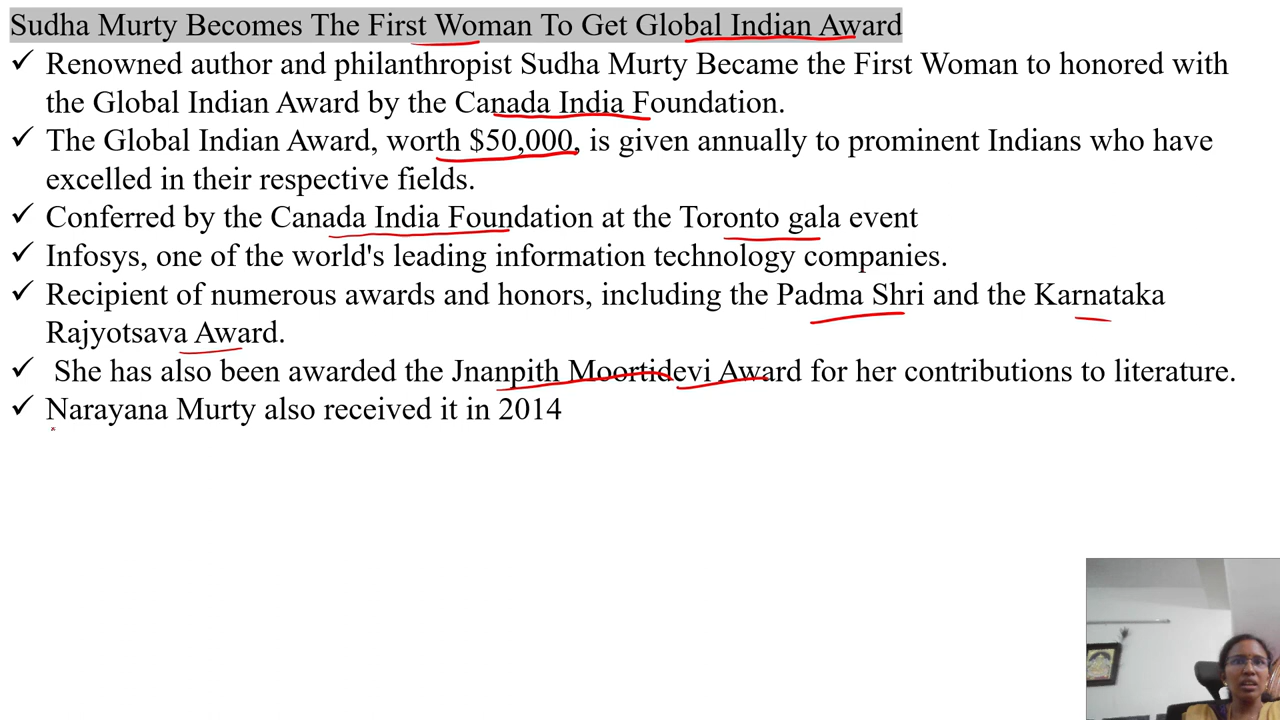 Sudha Murty Becomes The First Woman To Get Global Indian Award
✓ Renowned author and philanthropist Sudha Murty Became the First Woman to honored with
the Global Indian Award by the Canada India Foundation.
✓ The Global Indian Award, worth $50,000, is given annually to prominent Indians who have
excelled in their respective fields.
✓ Conferred by the Canada India Foundation at the Toronto gala event
✓ Infosys, one of the world's leading information technology companies.
✓ Recipient of numerous awards and honors, including the Padma Shri and the Karnataka
Rajyotsava Award.
✓ She has also been awarded the Jnanpith Moortidevi Award for her contributions to literature.
✓ Narayana Murty also received it in 2014